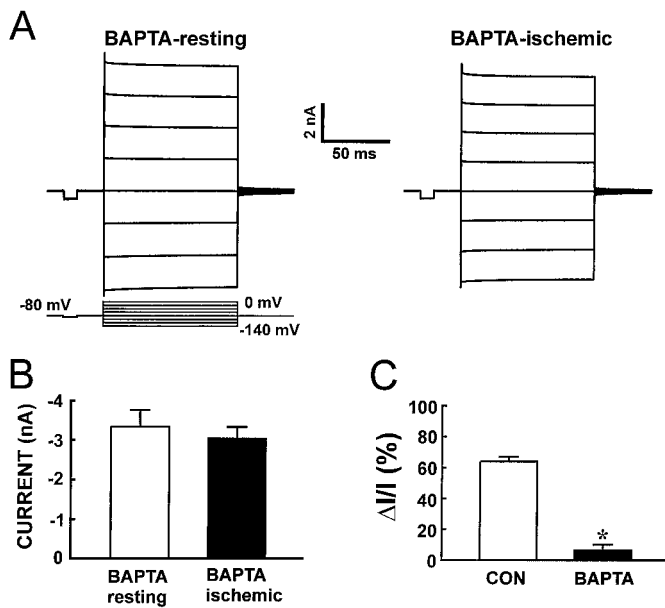 A
BAPTA-resting
BAPTA-ischemic
2 nA
50 ms
-80 mV
0 mV
-140 mV
B
CURRENT (nA)
-4
-3
-2
-1
0
BAPTA resting
BAPTA ischemic
C
ΔI/I (%)
100
80
60
40
20
0
*
CON
BAPTA